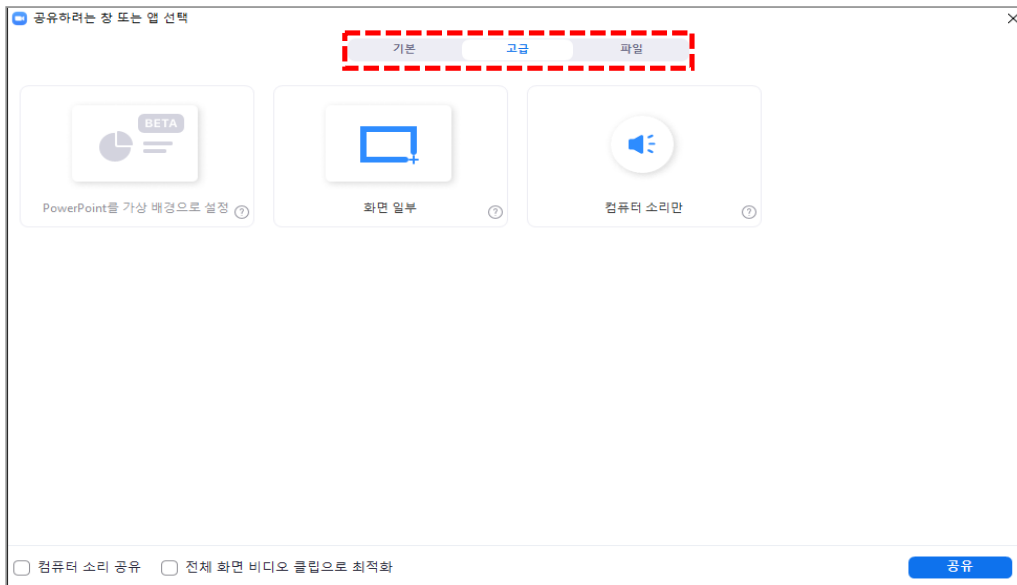 공유하려는 창 또는 앱 선택
기본 고급 파일
BETA
PowerPoint를 가상 배경으로 설정 ?
화면 일부 ?
컴퓨터 소리만 ?
컴퓨터 소리 공유 전체 화면 비디오 클립으로 최적화 공유